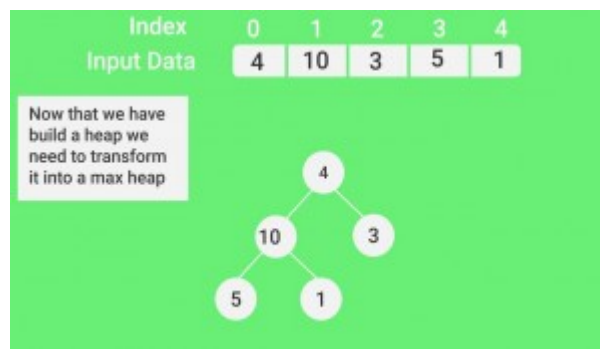 Index 0 1 2 3 4
Input Data 4 10 3 5 1
Now that we have
build a heap we
need to transform
it into a max heap
4
10 3
5 1